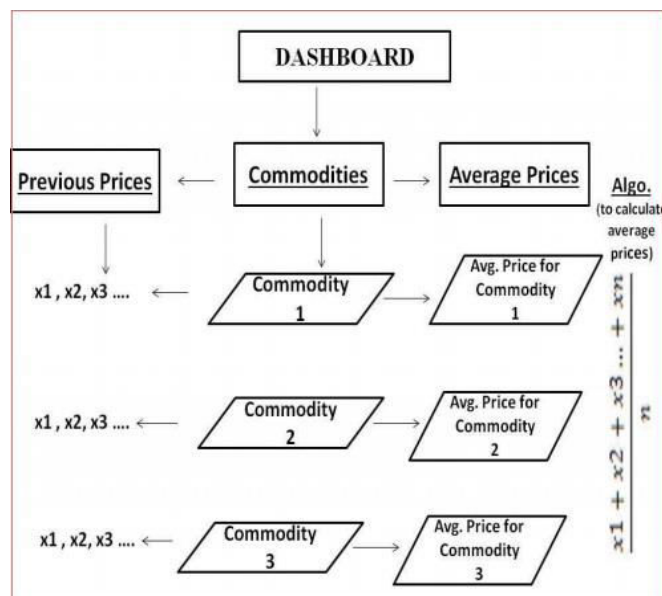 DASHBOARD
Previous Prices
Commodities
Average Prices
Algo.
(to calculate
average
prices)
x1 , x2, x3 ....
Commodity
1
Avg. Price for
Commodity
1
x1 , x2, x3 ....
Commodity
2
Avg. Price for
Commodity
2
x1 , x2, x3 ....
Commodity
3
Avg. Price for
Commodity
3
x1 + x2 + x3 ... + xn
n